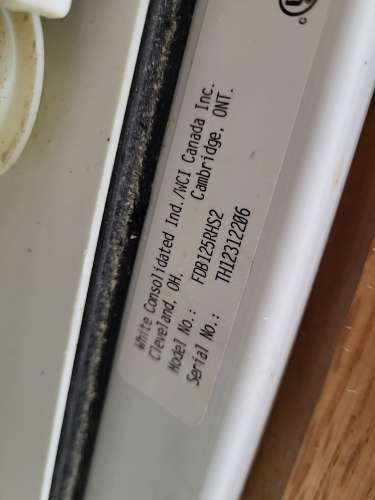 White Consolidated Ind./WCI Canada Inc.
Cleveland, OH. Cambridge, ONT.
Model No.: FDB125RHS2
Serial No.: TH12312206